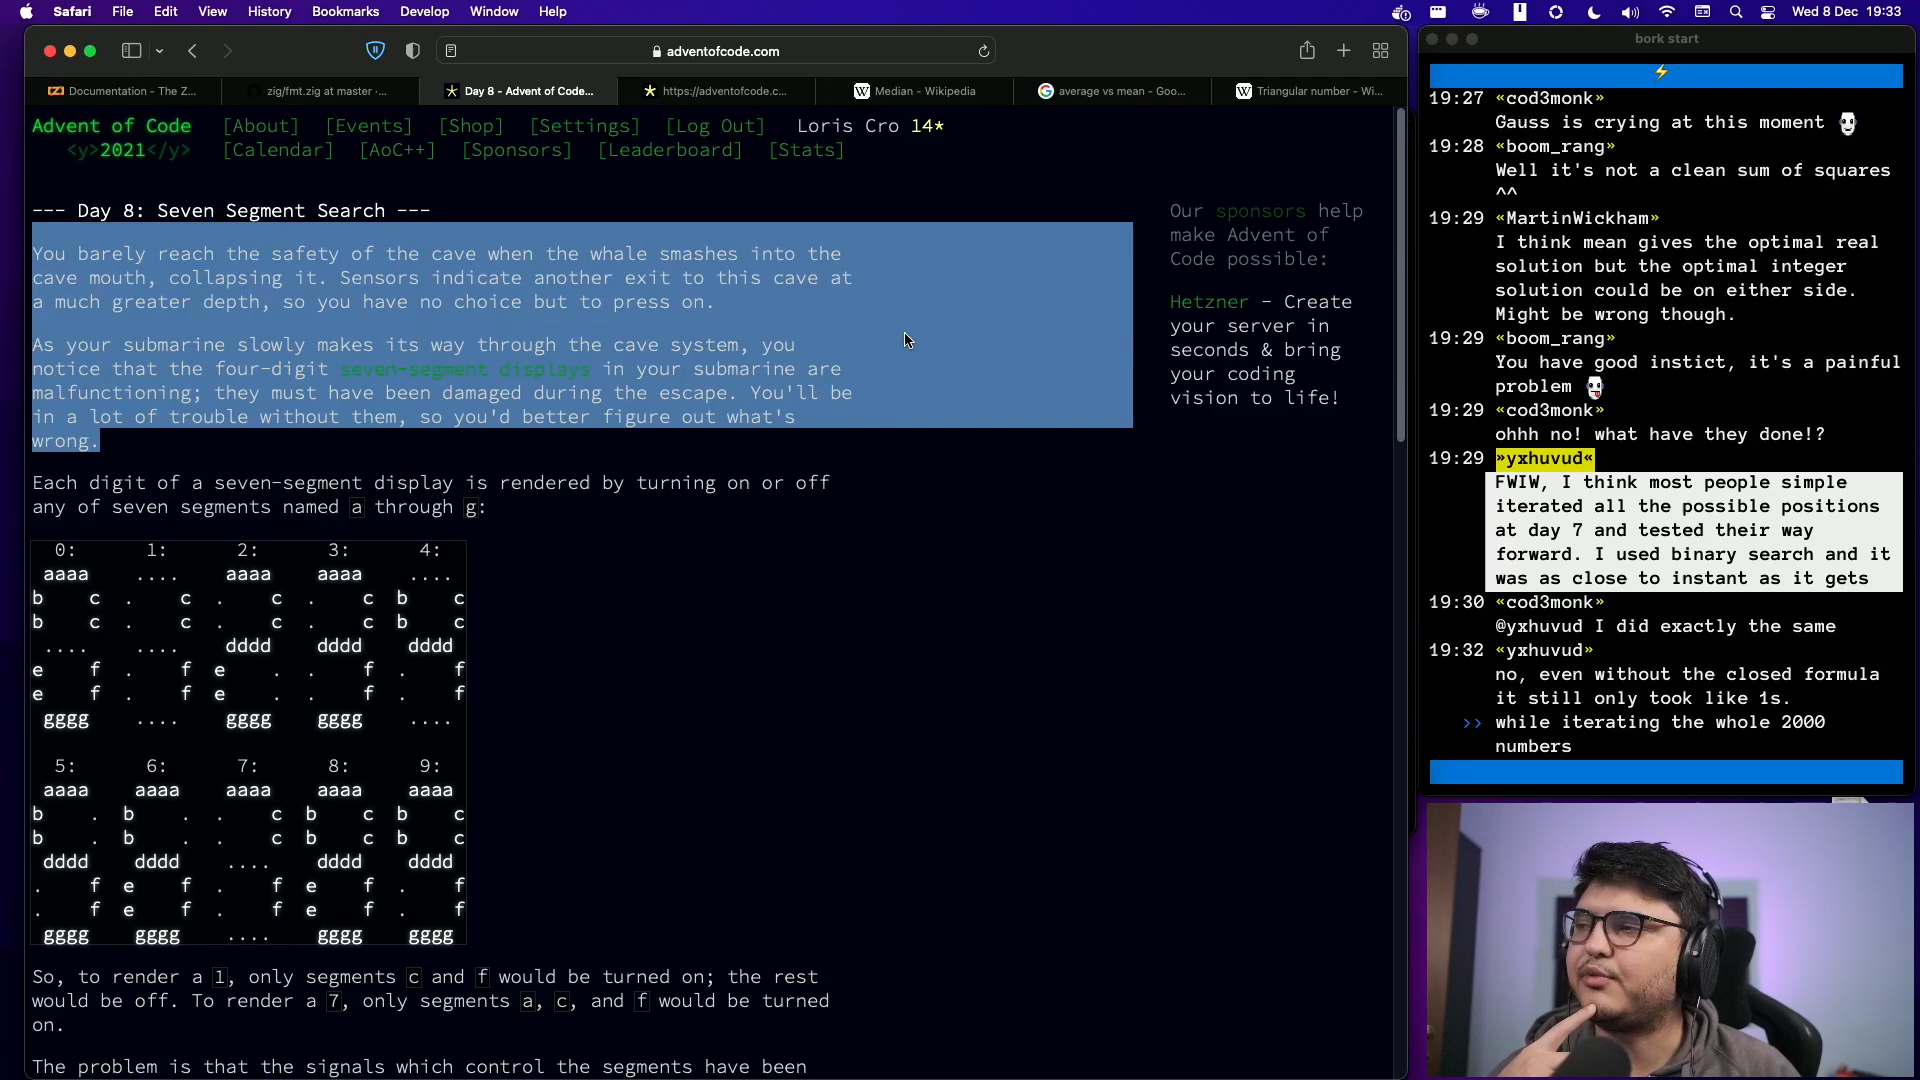 Safari File Edit View History Bookmarks Develop Window Help
Wed 8 Dec 19:33
adventofcode.com
Documentation - The Z...
zig/fmt.zig at master ·...
Day 8 - Advent of Code...
https://adventofcode.c...
Median - Wikipedia
average vs mean - Goo...
Triangular number - Wi...
Advent of Code [About] [Events] [Shop] [Settings] [Log Out] Loris Cro 14*
<y>2021</y> [Calendar] [AoC++] [Sponsors] [Leaderboard] [Stats]
--- Day 8: Seven Segment Search ---
You barely reach the safety of the cave when the whale smashes into the
cave mouth, collapsing it. Sensors indicate another exit to this cave at
a much greater depth, so you have no choice but to press on.
As your submarine slowly makes its way through the cave system, you
notice that the four-digit seven-segment displays in your submarine are
malfunctioning; they must have been damaged during the escape. You'll be
in a lot of trouble without them, so you'd better figure out what's
wrong.
Each digit of a seven-segment display is rendered by turning on or off
any of seven segments named a through g:
  0:      1:      2:      3:      4:
 aaaa    ....    aaaa    aaaa    ....
b    c  .    c  .    c  .    c  b    c
b    c  .    c  .    c  .    c  b    c
 ....    ....    dddd    dddd    dddd
e    f  .    f  e    .  .    f  .    f
e    f  .    f  e    .  .    f  .    f
 gggg    ....    gggg    gggg    ....
  5:      6:      7:      8:      9:
 aaaa    aaaa    aaaa    aaaa    aaaa
b    .  b    .  .    c  b    c  b    c
b    .  b    .  .    c  b    c  b    c
 dddd    dddd    ....    dddd    dddd
.    f  e    f  .    f  e    f  .    f
.    f  e    f  .    f  e    f  .    f
 gggg    gggg    ....    gggg    gggg
So, to render a 1, only segments c and f would be turned on; the rest
would be off. To render a 7, only segments a, c, and f would be turned
on.
The problem is that the signals which control the segments have been
Our sponsors help
make Advent of
Code possible:
Hetzner - Create
your server in
seconds & bring
your coding
vision to life!
bork start
19:27 «cod3monk»
Gauss is crying at this moment
19:28 «boom_rang»
Well it's not a clean sum of squares
^^
19:29 «MartinWickham»
I think mean gives the optimal real
solution but the optimal integer
solution could be on either side.
Might be wrong though.
19:29 «boom_rang»
You have good instict, it's a painful
problem
19:29 «cod3monk»
ohhh no! what have they done!?
19:29 »yxhuvud«
FWIW, I think most people simple
iterated all the possible positions
at day 7 and tested their way
forward. I used binary search and it
was as close to instant as it gets
19:30 «cod3monk»
@yxhuvud I did exactly the same
19:32 «yxhuvud»
no, even without the closed formula
it still only took like 1s.
>> while iterating the whole 2000
numbers